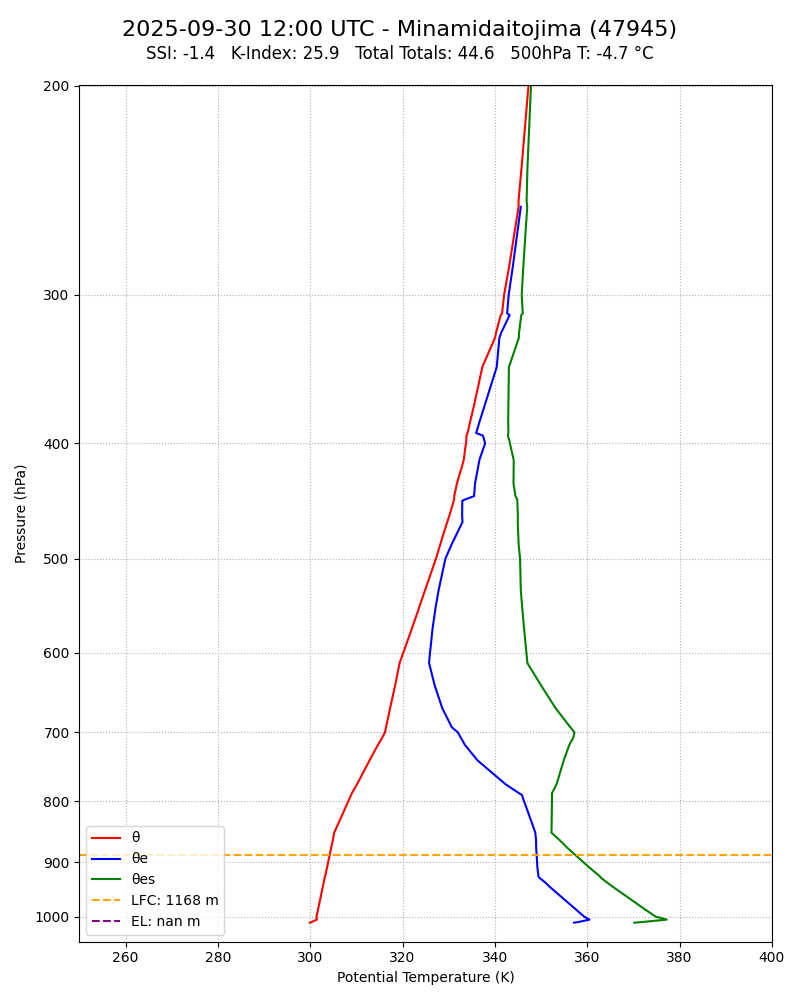 2025-09-30 12:00 UTC - Minamidaitojima (47945)
SSI: -1.4   K-Index: 25.9   Total Totals: 44.6   500hPa T: -4.7 °C
200
300
400
500
600
700
800
900
1000
Pressure (hPa)
θ
θe
θes
LFC: 1168 m
EL: nan m
260
280
300
320
340
360
380
400
Potential Temperature (K)